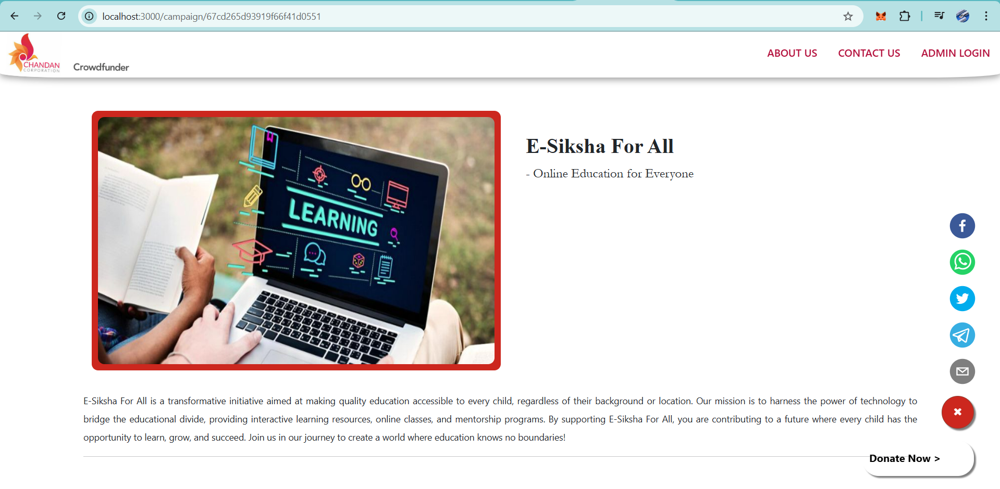 localhost:3000/campaign/67cd265d93919f66f41d0551
CHANDAN
CORPORATION
Crowdfunder
ABOUT US
CONTACT US
ADMIN LOGIN
LEARNING
E-Siksha For All
- Online Education for Everyone
E-Siksha For All is a transformative initiative aimed at making quality education accessible to every child, regardless of their background or location. Our mission is to harness the power of technology to
bridge the educational divide, providing interactive learning resources, online classes, and mentorship programs. By supporting E-Siksha For All, you are contributing to a future where every child has the
opportunity to learn, grow, and succeed. Join us in our journey to create a world where education knows no boundaries!
Donate Now >